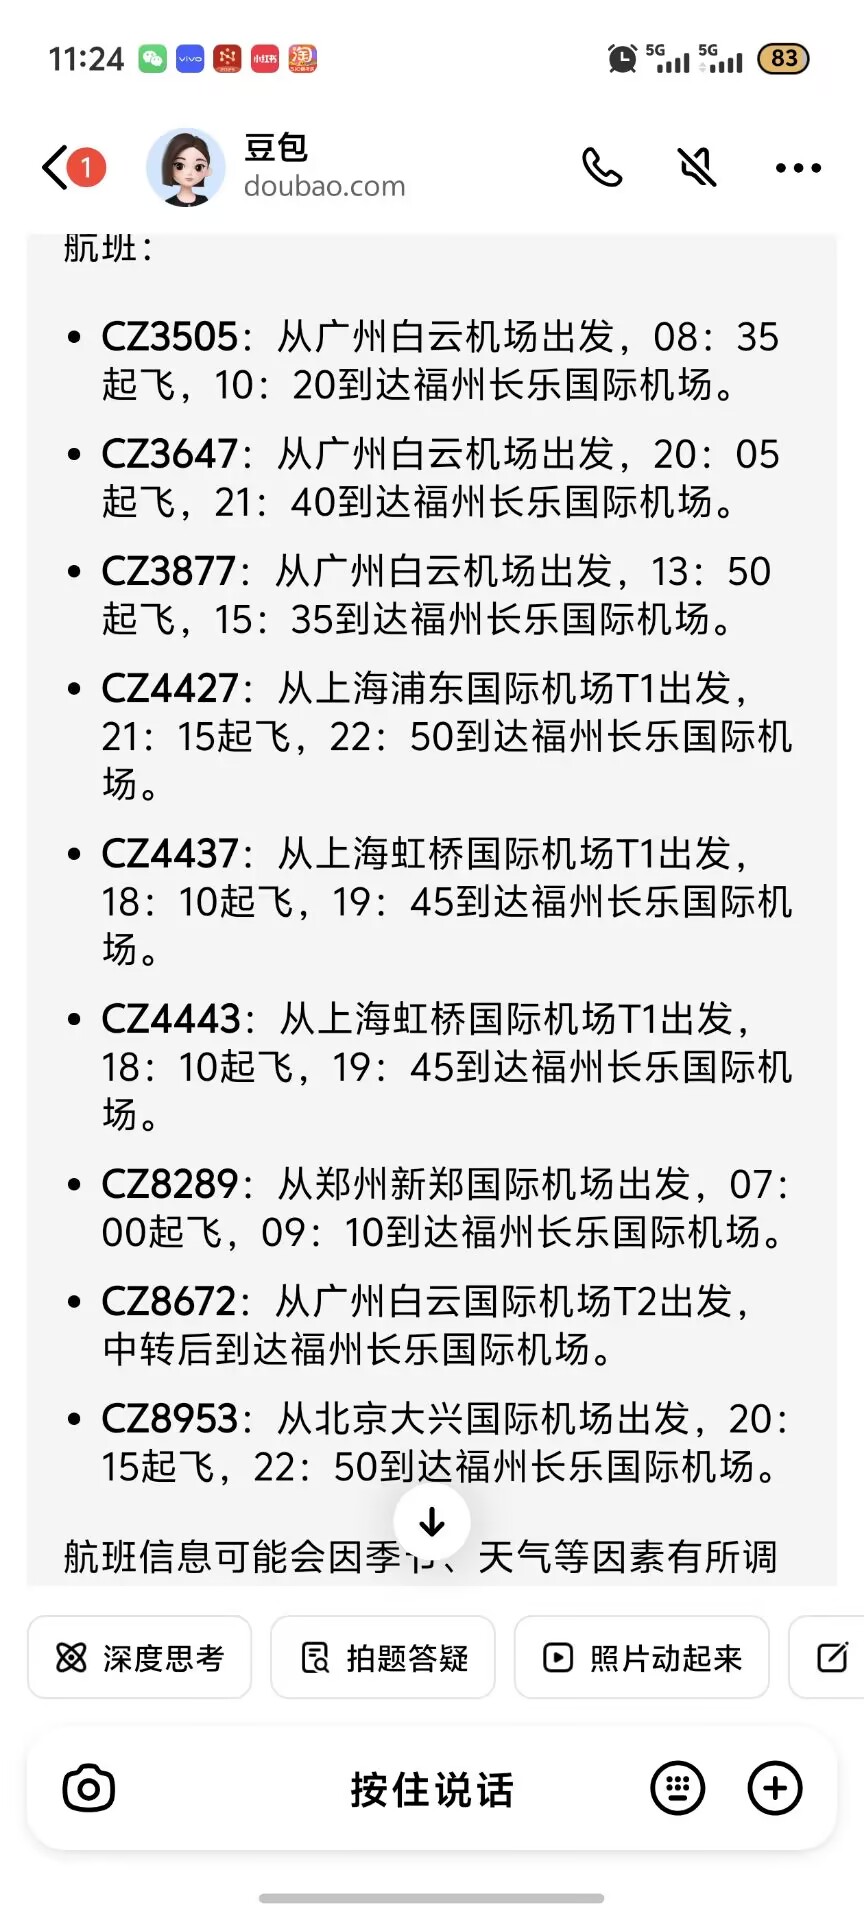 11:24
vivo
小红书
淘
5G
5G
83
1
豆包
doubao.com
航班：
CZ3505：从广州白云机场出发，08：35
起飞，10：20到达福州长乐国际机场。
CZ3647：从广州白云机场出发，20：05
起飞，21：40到达福州长乐国际机场。
CZ3877：从广州白云机场出发，13：50
起飞，15：35到达福州长乐国际机场。
CZ4427：从上海浦东国际机场T1出发，
21：15起飞，22：50到达福州长乐国际机
场。
CZ4437：从上海虹桥国际机场T1出发，
18：10起飞，19：45到达福州长乐国际机
场。
CZ4443：从上海虹桥国际机场T1出发，
18：10起飞，19：45到达福州长乐国际机
场。
CZ8289：从郑州新郑国际机场出发，07：
00起飞，09：10到达福州长乐国际机场。
CZ8672：从广州白云国际机场T2出发，
中转后到达福州长乐国际机场。
CZ8953：从北京大兴国际机场出发，20：
15起飞，22：50到达福州长乐国际机场。
航班信息可能会因季节、天气等因素有所调
深度思考
拍题答疑
照片动起来
按住说话